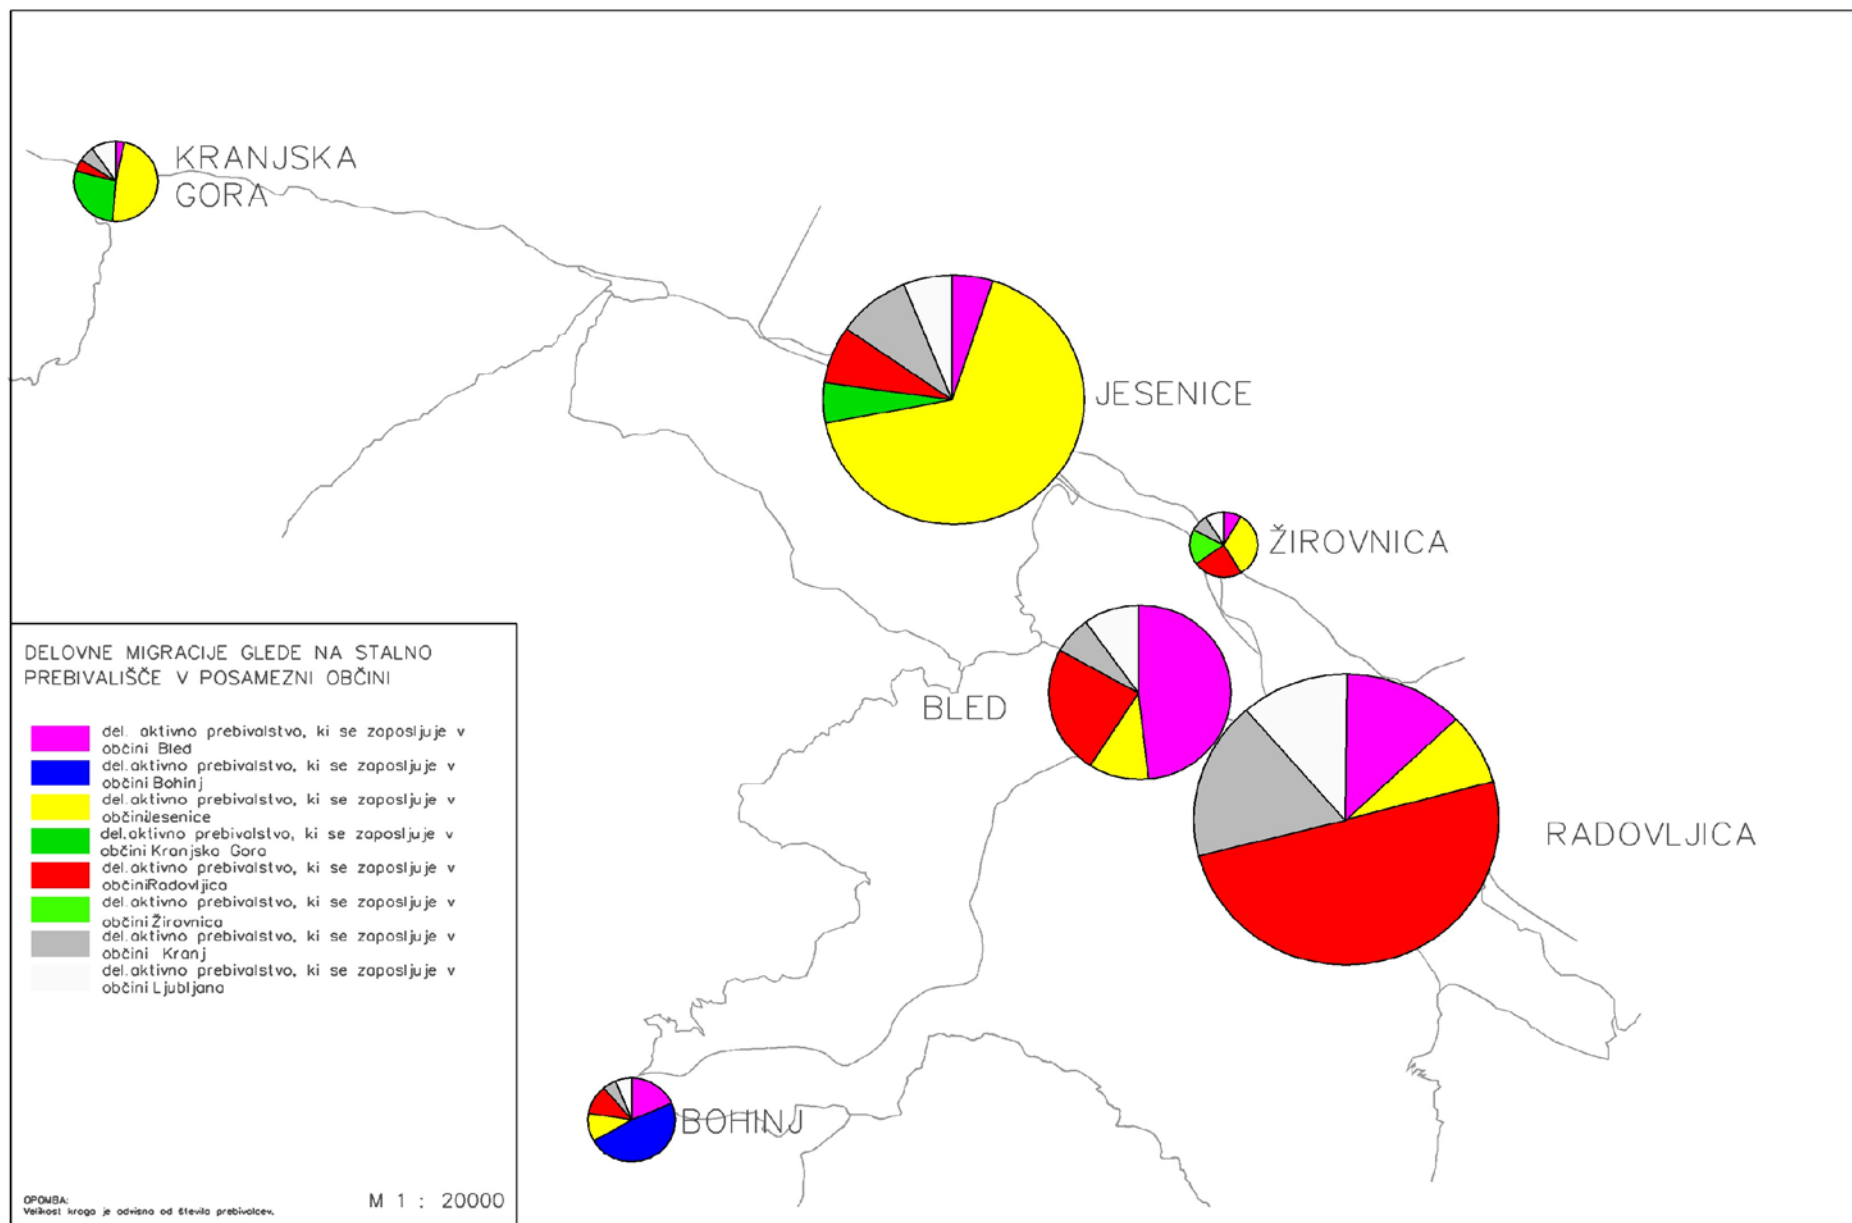 KRANJSKA
GORA
JESENICE
ŽIROVNICA
BLED
RADOVLJICA
BOHINJ
DELOVNE MIGRACIJE GLEDE NA STALNO
PREBIVALIŠČE V POSAMEZNI OBČINI
del. aktivno prebivalstvo, ki se zaposljuje v
občini Bled
del.aktivno prebivalstvo, ki se zaposljuje v
občini Bohinj
del.aktivno prebivalstvo, ki se zaposljuje v
občiniJesenice
del.aktivno prebivalstvo, ki se zaposljuje v
občini Kranjska Gora
del.aktivno prebivalstvo, ki se zaposljuje v
občiniRadovljica
del.aktivno prebivalstvo, ki se zaposljuje v
občini Žirovnica
del.aktivno prebivalstvo, ki se zaposljuje v
občini Kranj
del.aktivno prebivalstvo, ki se zaposljuje v
občini Ljubljana
OPOMBA:
Velikost kroga je odvisna od števila prebivalcev.
M 1 : 20000